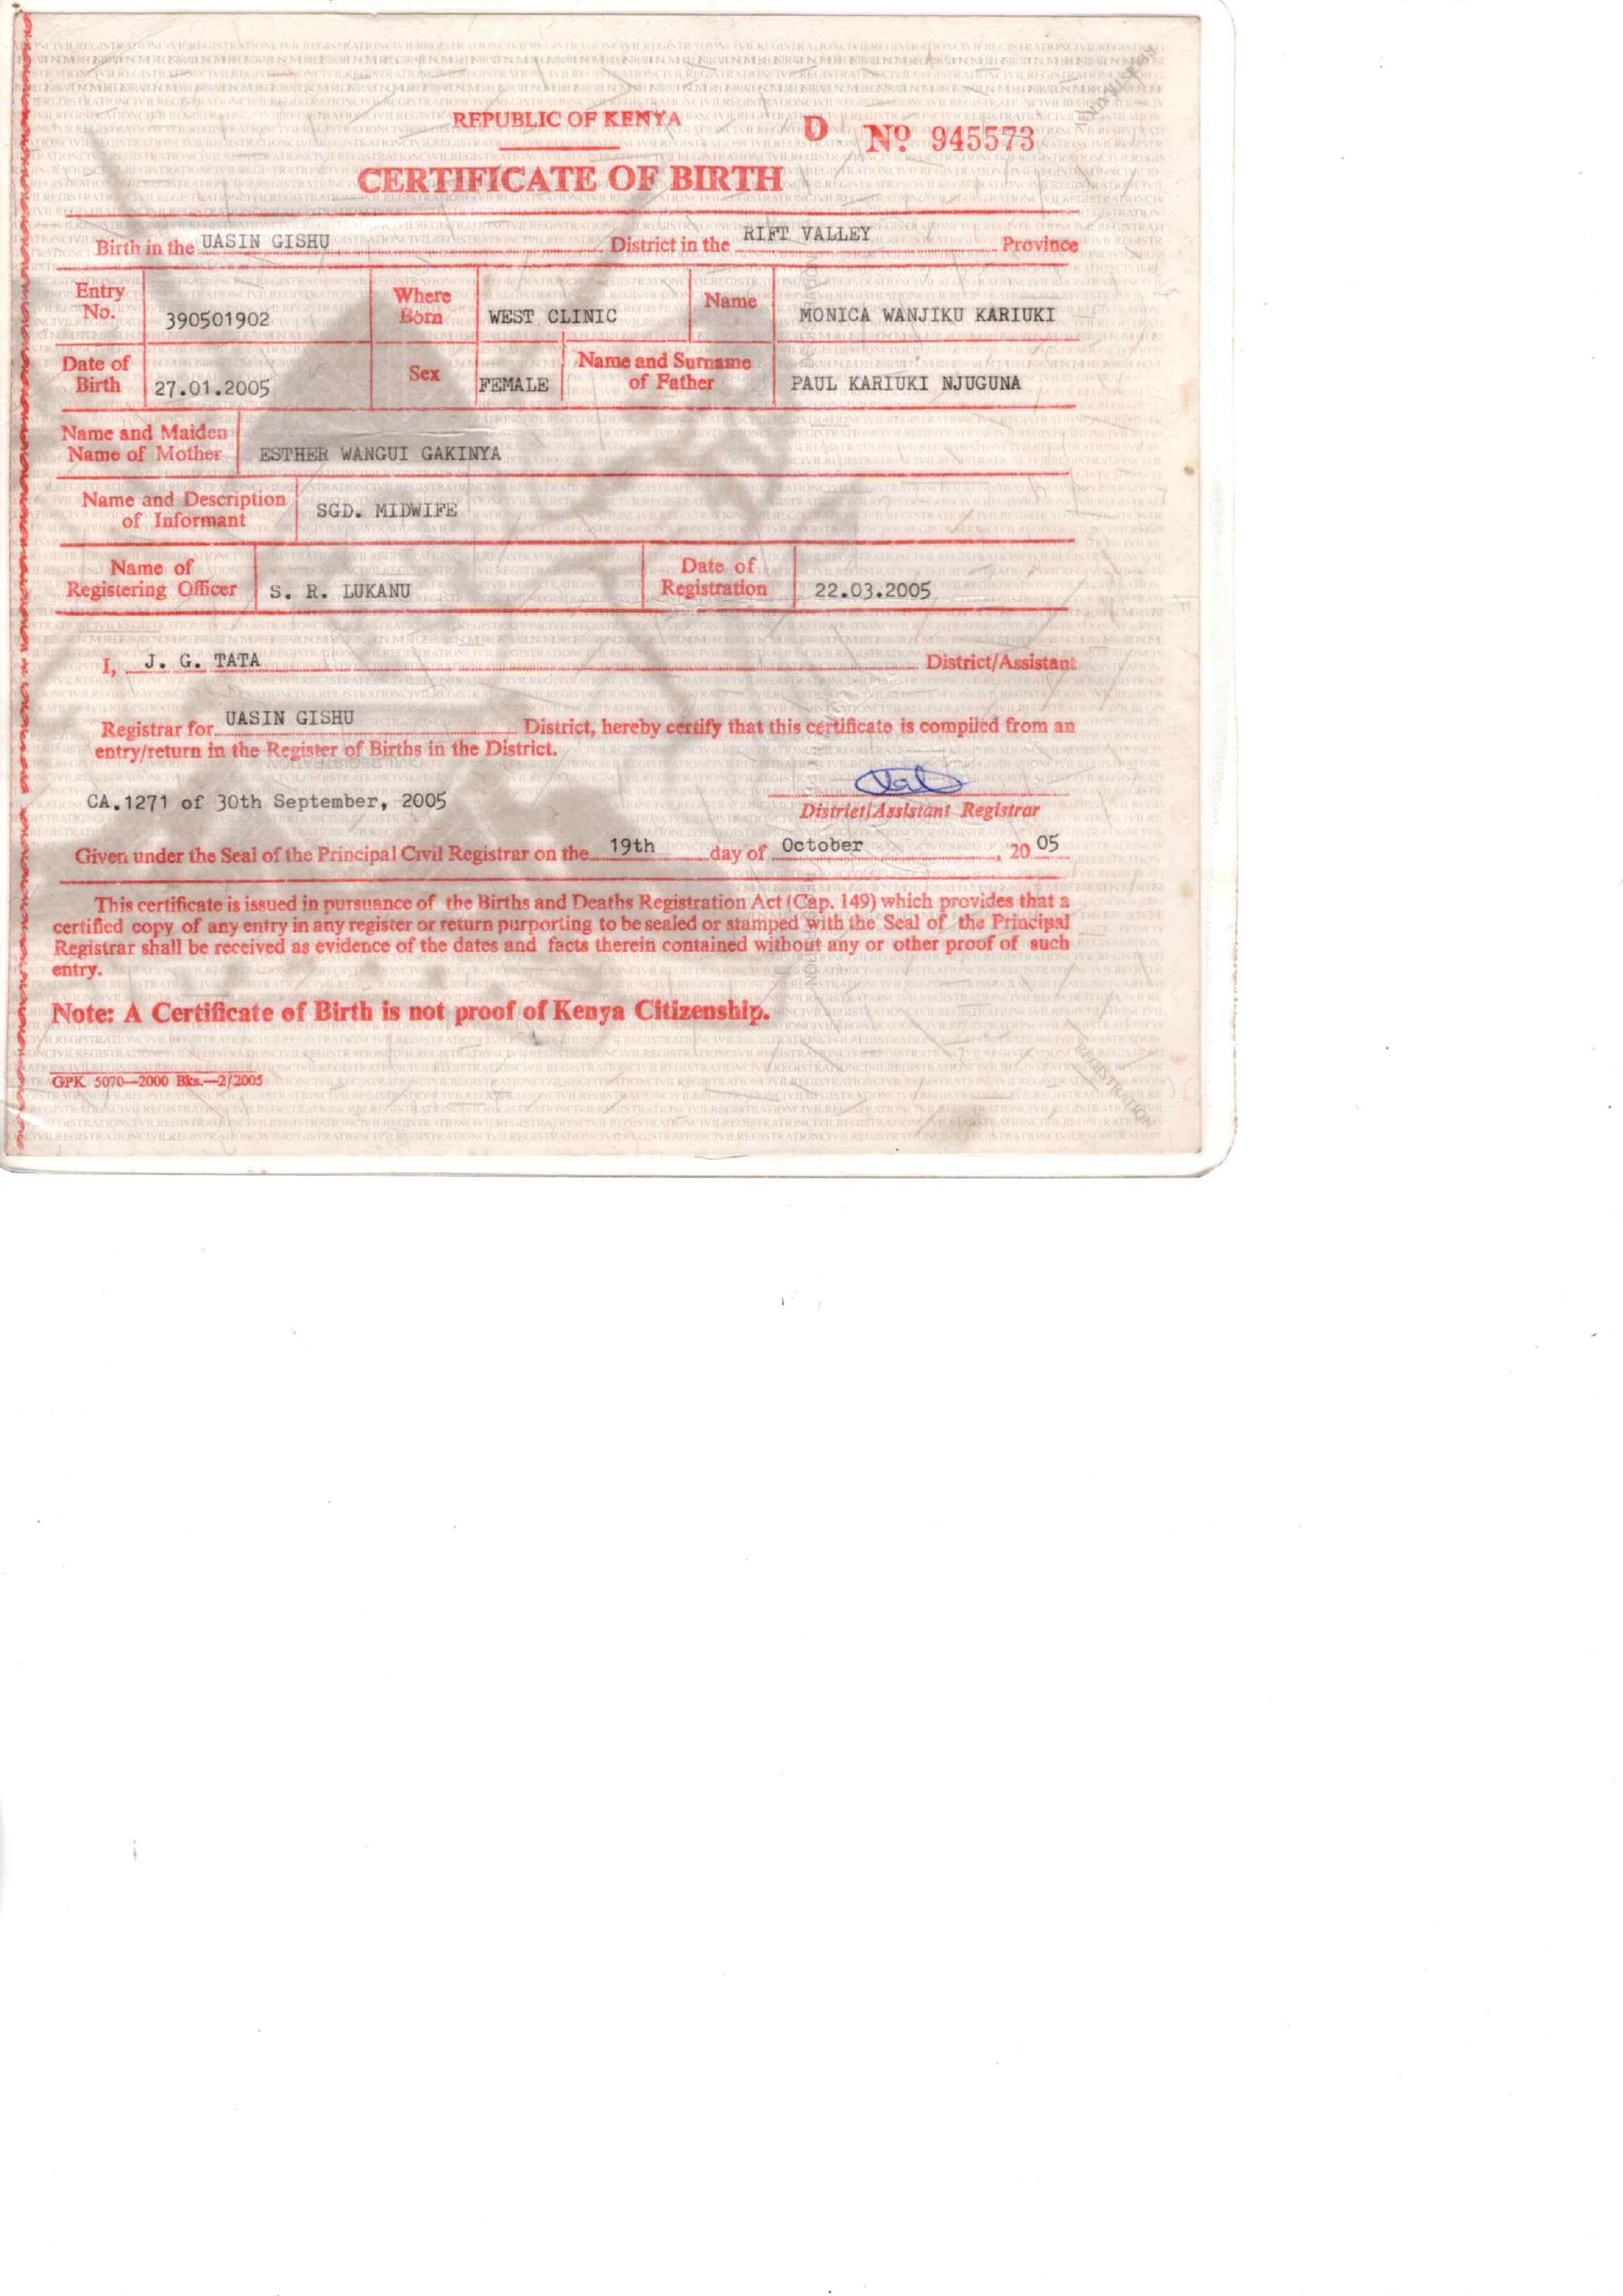 REPUBLIC OF KENYA
D Nº 945573
CERTIFICATE OF BIRTH
Birth in the UASIN GISHU District in the RIFT VALLEY Province
Entry No. 390501902 Where Born WEST CLINIC Name MONICA WANJIKU KARIUKI
Date of Birth 27.01.2005 Sex FEMALE Name and Surname of Father PAUL KARIUKI NJUGUNA
Name and Maiden Name of Mother ESTHER WANGUI GAKINYA
Name and Description of Informant SGD. MIDWIFE
Name of Registering Officer S. R. LUKANU Date of Registration 22.03.2005
I, J. G. TATA District/Assistant
Registrar for UASIN GISHU District, hereby certify that this certificate is compiled from an
entry/return in the Register of Births in the District.
CA.1271 of 30th September, 2005
District/Assistant Registrar
Given under the Seal of the Principal Civil Registrar on the 19th day of October, 2005
This certificate is issued in pursuance of the Births and Deaths Registration Act (Cap. 149) which provides that a
certified copy of any entry in any register or return purporting to be sealed or stamped with the Seal of the Principal
Registrar shall be received as evidence of the dates and facts therein contained without any or other proof of such
entry.
Note: A Certificate of Birth is not proof of Kenya Citizenship.
GPK 5070—2000 Bks.—2/2005